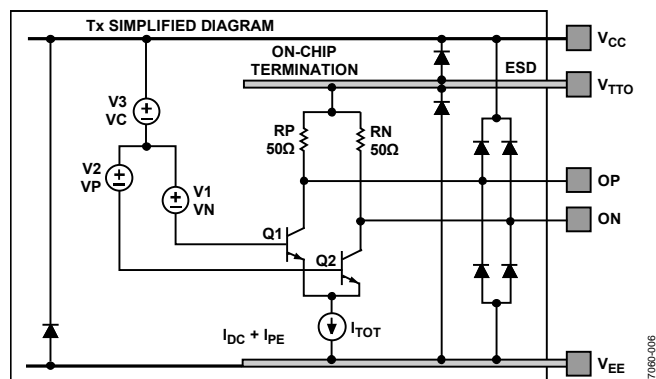 Tx SIMPLIFIED DIAGRAM
VCC
ON-CHIP
TERMINATION
ESD
VTTO
V3
VC
RP
50Ω
RN
50Ω
V2
VP
V1
VN
OP
ON
Q1
Q2
IDC + IPE
ITOT
VEE
7060-006